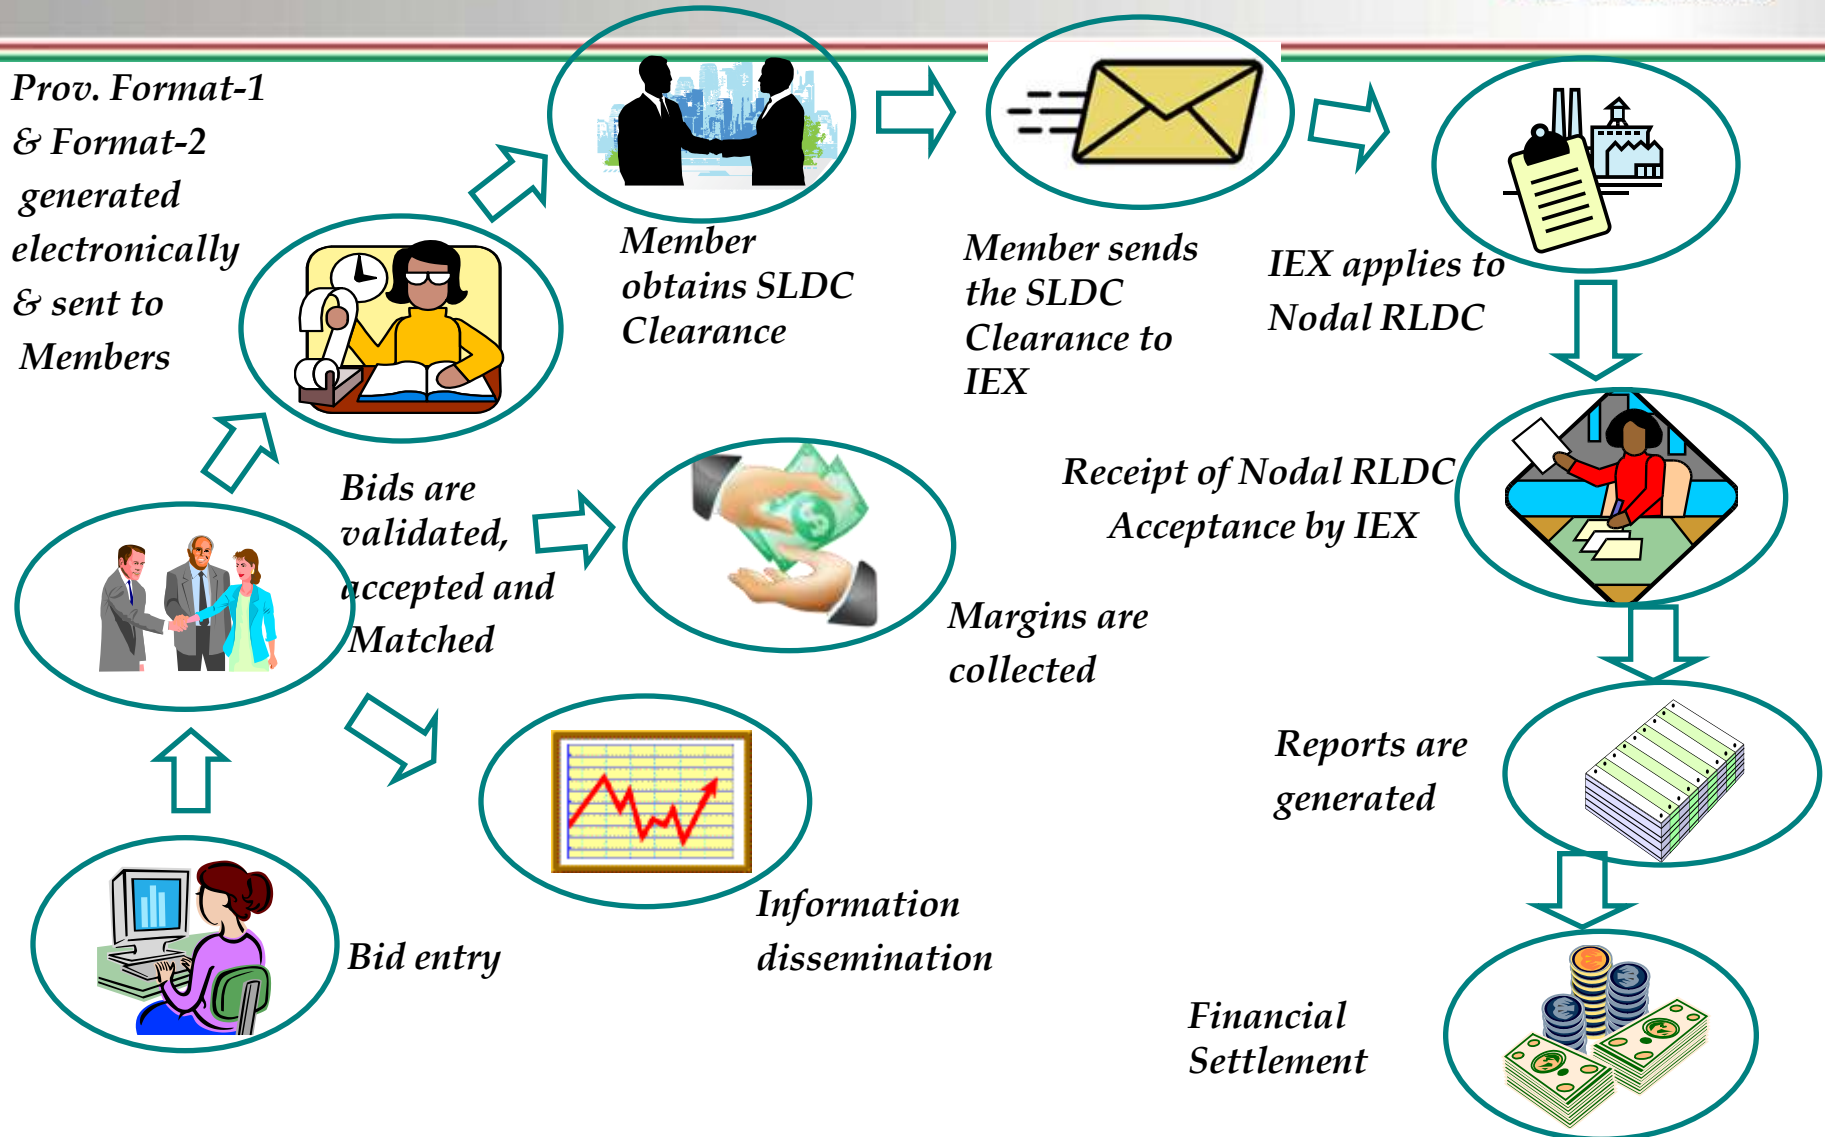 Prov. Format-1
& Format-2
generated
electronically
& sent to
Members
Member
obtains SLDC
Clearance
Member sends
the SLDC
Clearance to
IEX
IEX applies to
Nodal RLDC
Receipt of Nodal RLDC
Acceptance by IEX
Bids are
validated,
accepted and
Matched
Margins are
collected
Reports are
generated
Information
dissemination
Bid entry
Financial
Settlement